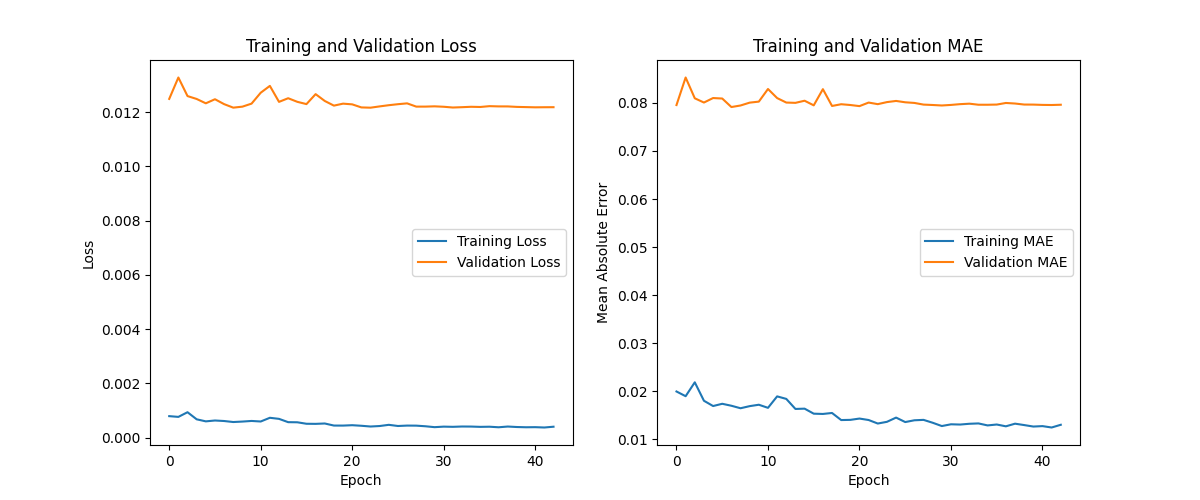 Training and Validation Loss
0.012
0.010
0.008
0.006
0.004
0.002
0.000
Loss
Training Loss
Validation Loss
0
10
20
30
40
Epoch
Training and Validation MAE
0.08
0.07
0.06
0.05
0.04
0.03
0.02
0.01
Mean Absolute Error
Training MAE
Validation MAE
0
10
20
30
40
Epoch